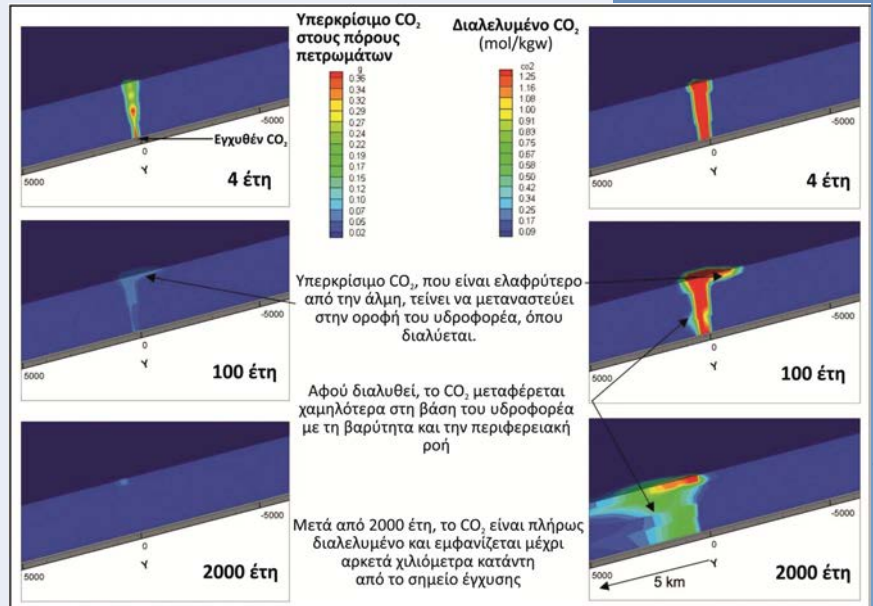 Υπερκρίσιμο CO₂
στους πόρους
πετρωμάτων
g
0.36
0.34
0.32
0.29
0.27
0.24
0.22
0.19
0.17
0.15
0.12
0.10
0.07
0.05
0.02
Διαλελυμένο CO₂
(mol/kgw)
co2
1.25
1.16
1.08
1.00
0.91
0.83
0.75
0.67
0.58
0.50
0.42
0.34
0.25
0.17
0.09
Εγχυθέν CO₂
-5000
0
Y
5000
4 έτη
-5000
0
Y
5000
4 έτη
-5000
0
Y
5000
100 έτη
Υπερκρίσιμο CO₂, που είναι ελαφρύτερο
από την άλμη, τείνει να μεταναστεύει
στην οροφή του υδροφορέα, όπου
διαλύεται.
-5000
0
Y
5000
100 έτη
Αφού διαλυθεί, το CO₂ μεταφέρεται
χαμηλότερα στη βάση του υδροφορέα
με τη βαρύτητα και την περιφερειακή
ροή
-5000
0
Y
5000
2000 έτη
Μετά από 2000 έτη, το CO₂ είναι πλήρως
διαλελυμένο και εμφανίζεται μέχρι
αρκετά χιλιόμετρα κατάντη
από το σημείο έγχυσης
-5000
0
Y
5000
5 km
2000 έτη